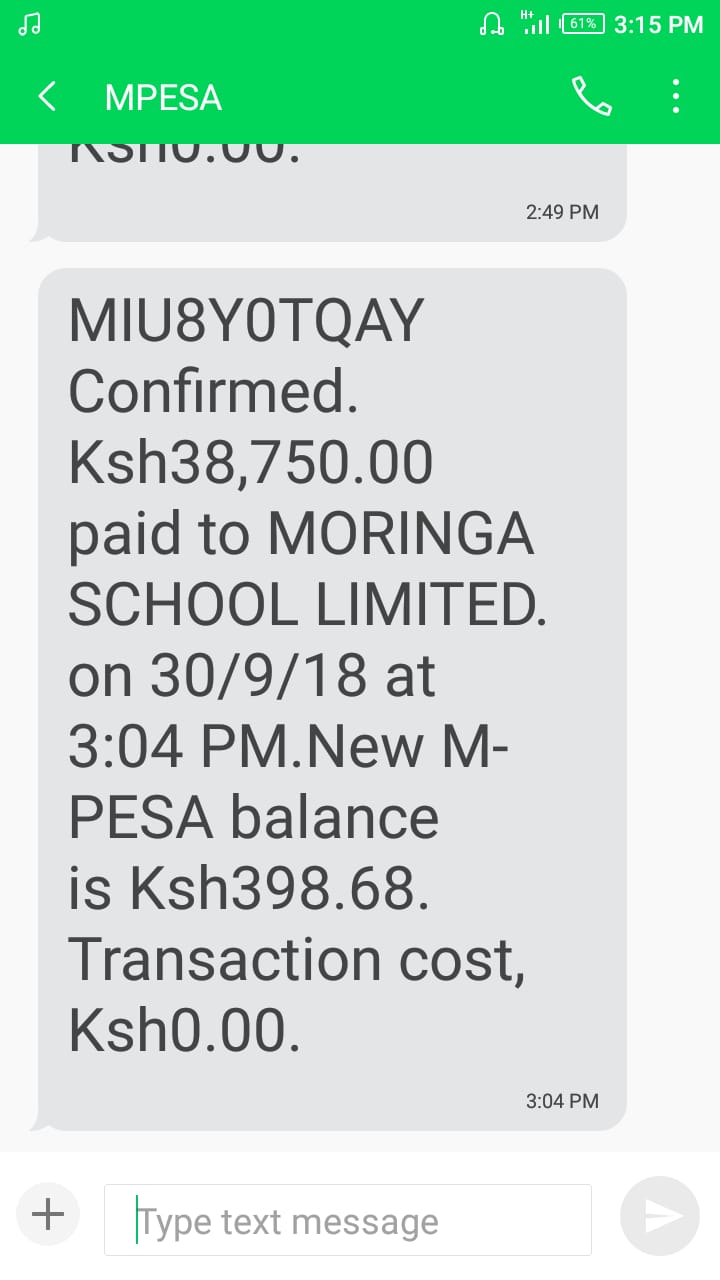 H+ 61% 3:15 PM
MPESA
Ksh0.00.
2:49 PM
MIU8Y0TQAY
Confirmed.
Ksh38,750.00
paid to MORINGA
SCHOOL LIMITED.
on 30/9/18 at
3:04 PM.New M-
PESA balance
is Ksh398.68.
Transaction cost,
Ksh0.00.
3:04 PM
Type text message